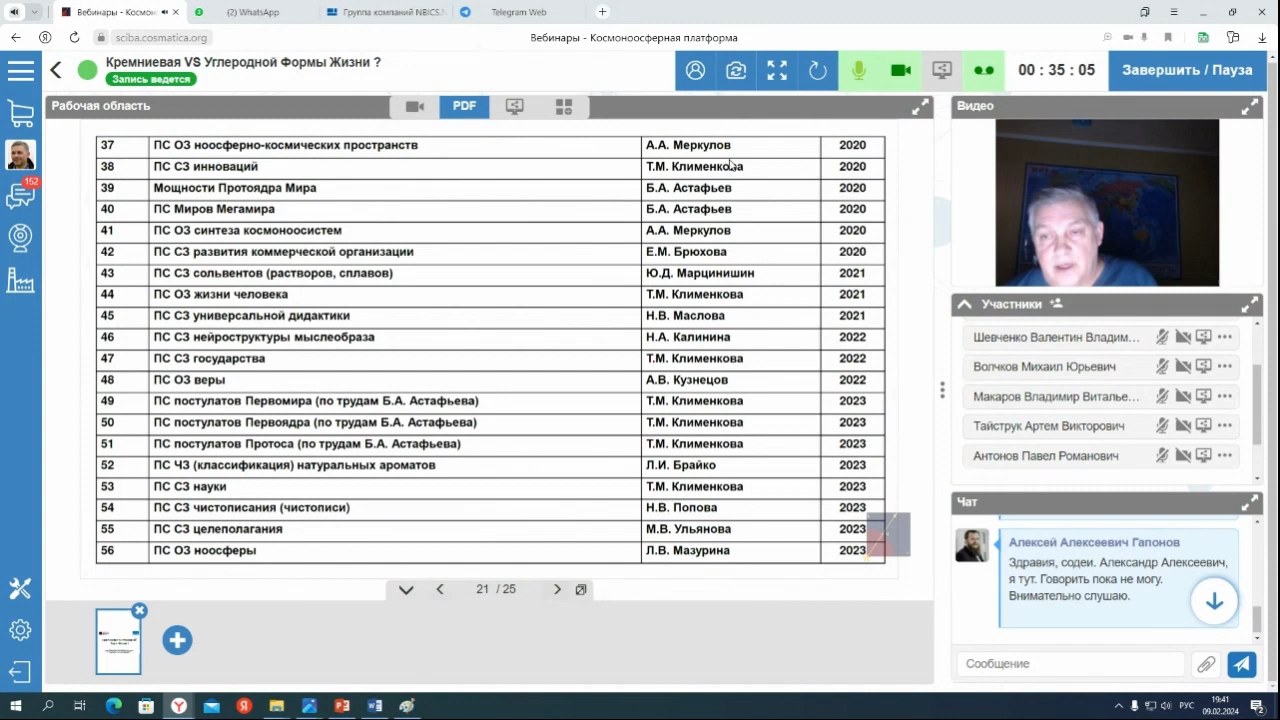 Вебинары - Космон
(2) WhatsApp
Группа компаний NBICS.N
Telegram Web
sciba.cosmatica.org
Вебинары - Космоноосферная платформа
Кремниевая VS Углеродной Формы Жизни ?
Запись ведется
00 : 35 : 05
Завершить / Пауза
152
Рабочая область
PDF
37 ПС ОЗ ноосферно-космических пространств А.А. Меркулов 2020
38 ПС СЗ инноваций Т.М. Клименкова 2020
39 Мощности Протоядра Мира Б.А. Астафьев 2020
40 ПС Миров Мегамира Б.А. Астафьев 2020
41 ПС ОЗ синтеза космоноосистем А.А. Меркулов 2020
42 ПС СЗ развития коммерческой организации Е.М. Брюхова 2020
43 ПС СЗ сольвентов (растворов, сплавов) Ю.Д. Марцинишин 2021
44 ПС ОЗ жизни человека Т.М. Клименкова 2021
45 ПС СЗ универсальной дидактики Н.В. Маслова 2021
46 ПС СЗ нейроструктуры мыслеобраза Н.А. Калинина 2022
47 ПС СЗ государства Т.М. Клименкова 2022
48 ПС ОЗ веры А.В. Кузнецов 2022
49 ПС постулатов Первомира (по трудам Б.А. Астафьева) Т.М. Клименкова 2023
50 ПС постулатов Первоядра (по трудам Б.А. Астафьева) Т.М. Клименкова 2023
51 ПС постулатов Протоса (по трудам Б.А. Астафьева) Т.М. Клименкова 2023
52 ПС ЧЗ (классификация) натуральных ароматов Л.И. Брайко 2023
53 ПС СЗ науки Т.М. Клименкова 2023
54 ПС СЗ чистописания (чистописи) Н.В. Попова 2023
55 ПС СЗ целеполагания М.В. Ульянова 2023
56 ПС ОЗ ноосферы Л.В. Мазурина 2023
21 / 25
Видео
Участники
Шевченко Валентин Владим...
Волчков Михаил Юрьевич
Макаров Владимир Виталье...
Тайструк Артем Викторович
Антонов Павел Романович
Чат
Алексей Алексеевич Гапонов
Здравия, содеи. Александр Алексеевич,
я тут. Говорить пока не могу.
Внимательно слушаю.
Сообщение
РУС
19:41
09.02.2024
2